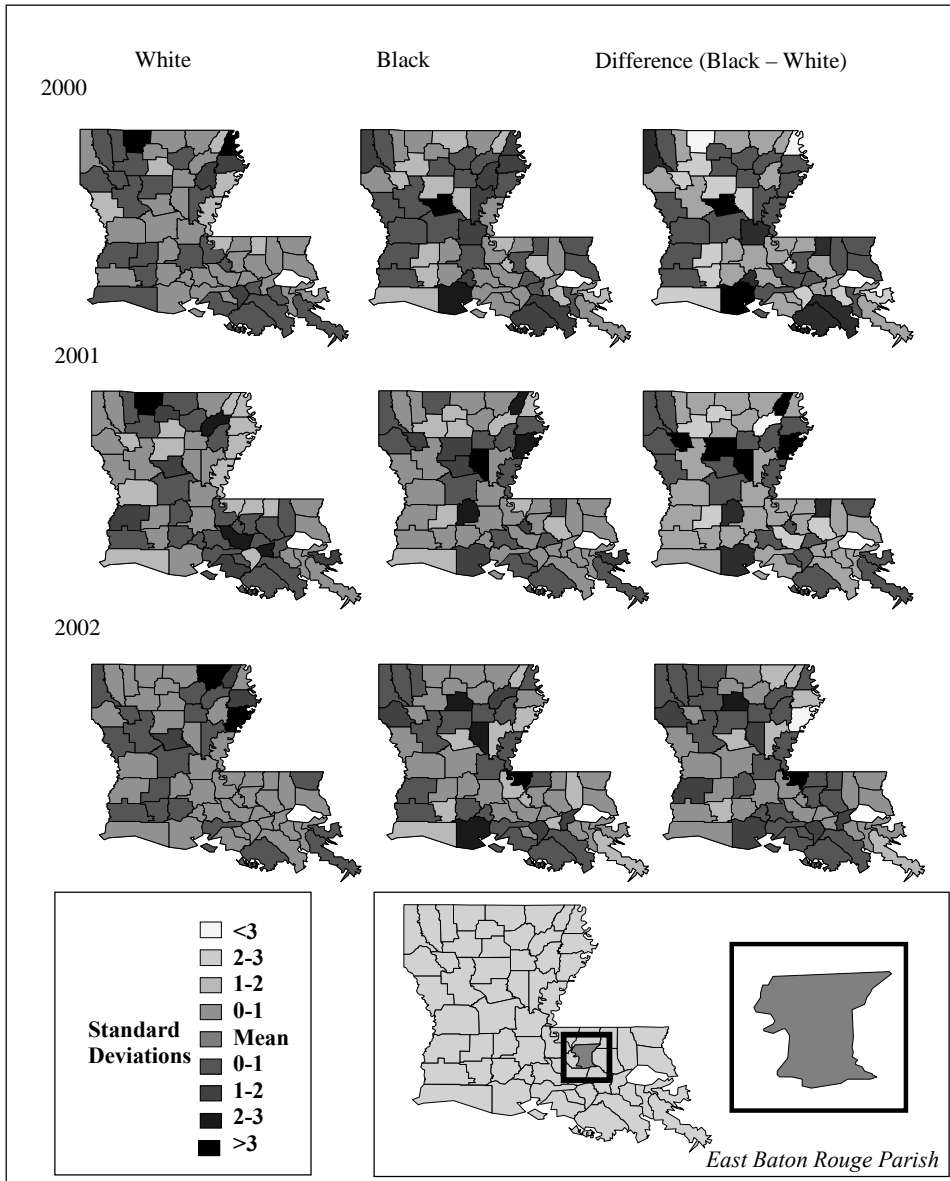 White Black Difference (Black – White)
2000
2001
2002
<3
2-3
1-2
0-1
Standard Deviations
Mean
0-1
1-2
2-3
>3
East Baton Rouge Parish